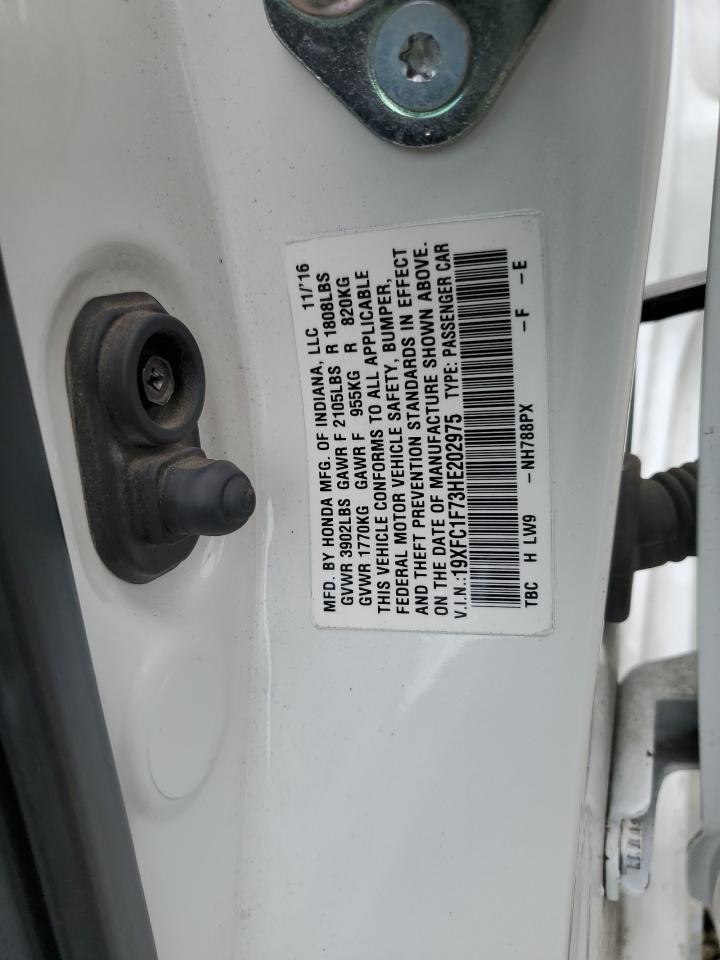 MFD. BY HONDA MFG. OF INDIANA, LLC 11/'16
GVWR 3902LBS GAWR F 2105LBS R 1808LBS
GVWR 1770KG GAWR F 955KG R 820KG
THIS VEHICLE CONFORMS TO ALL APPLICABLE
FEDERAL MOTOR VEHICLE SAFETY, BUMPER,
AND THEFT PREVENTION STANDARDS IN EFFECT
ON THE DATE OF MANUFACTURE SHOWN ABOVE.
V.I.N.:19XFC1F73HE202975 TYPE: PASSENGER CAR
TBC H LW9 -NH788PX -F -E